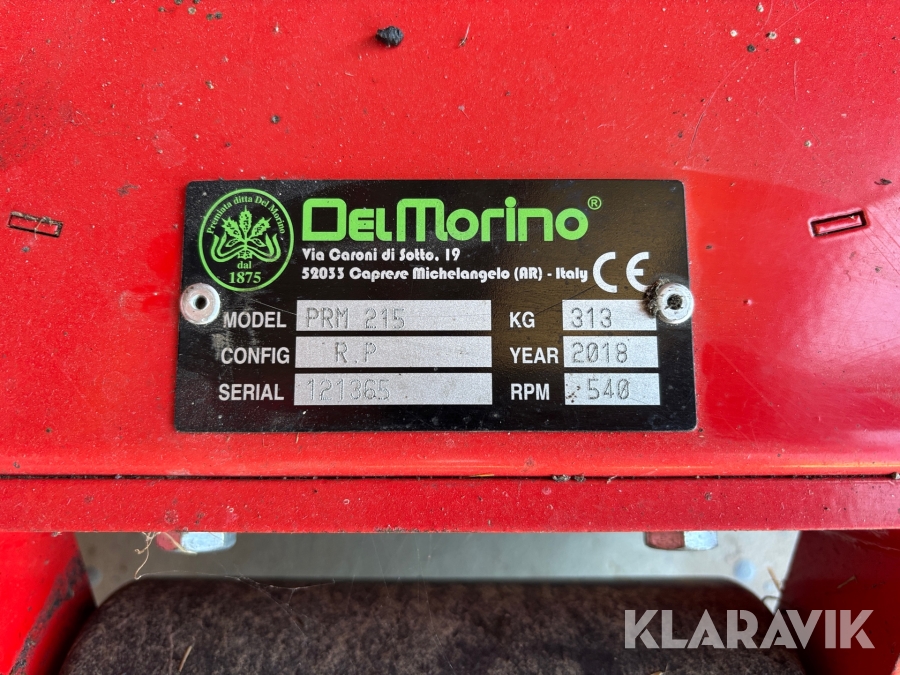 Premiata ditta Del Morino
dal
1875
DelMorino®
Via Caroni di Sotto, 19
52033 Caprese Michelangelo (AR) - Italy CE
MODEL PRM 215 KG 313
CONFIG R.P YEAR 2018
SERIAL 121365 RPM 540
KLARAVIK